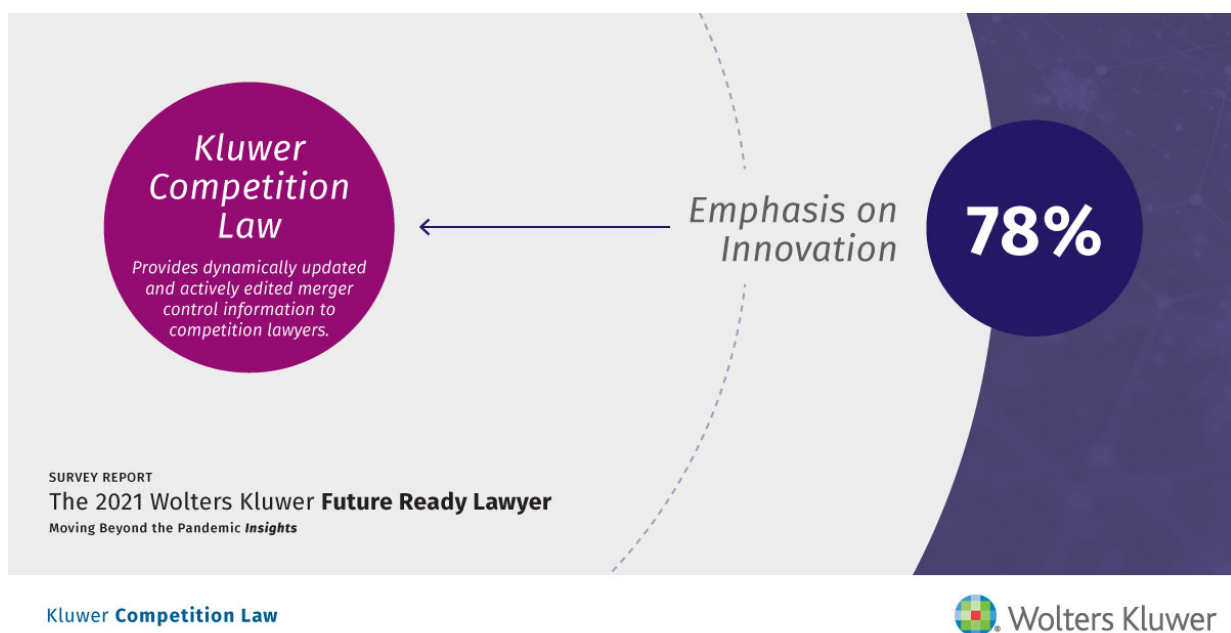 Kluwer
Competition
Law
Provides dynamically updated
and actively edited merger
control information to
competition lawyers.
Emphasis on
Innovation
78%
SURVEY REPORT
The 2021 Wolters Kluwer Future Ready Lawyer
Moving Beyond the Pandemic Insights
Kluwer Competition Law
Wolters Kluwer